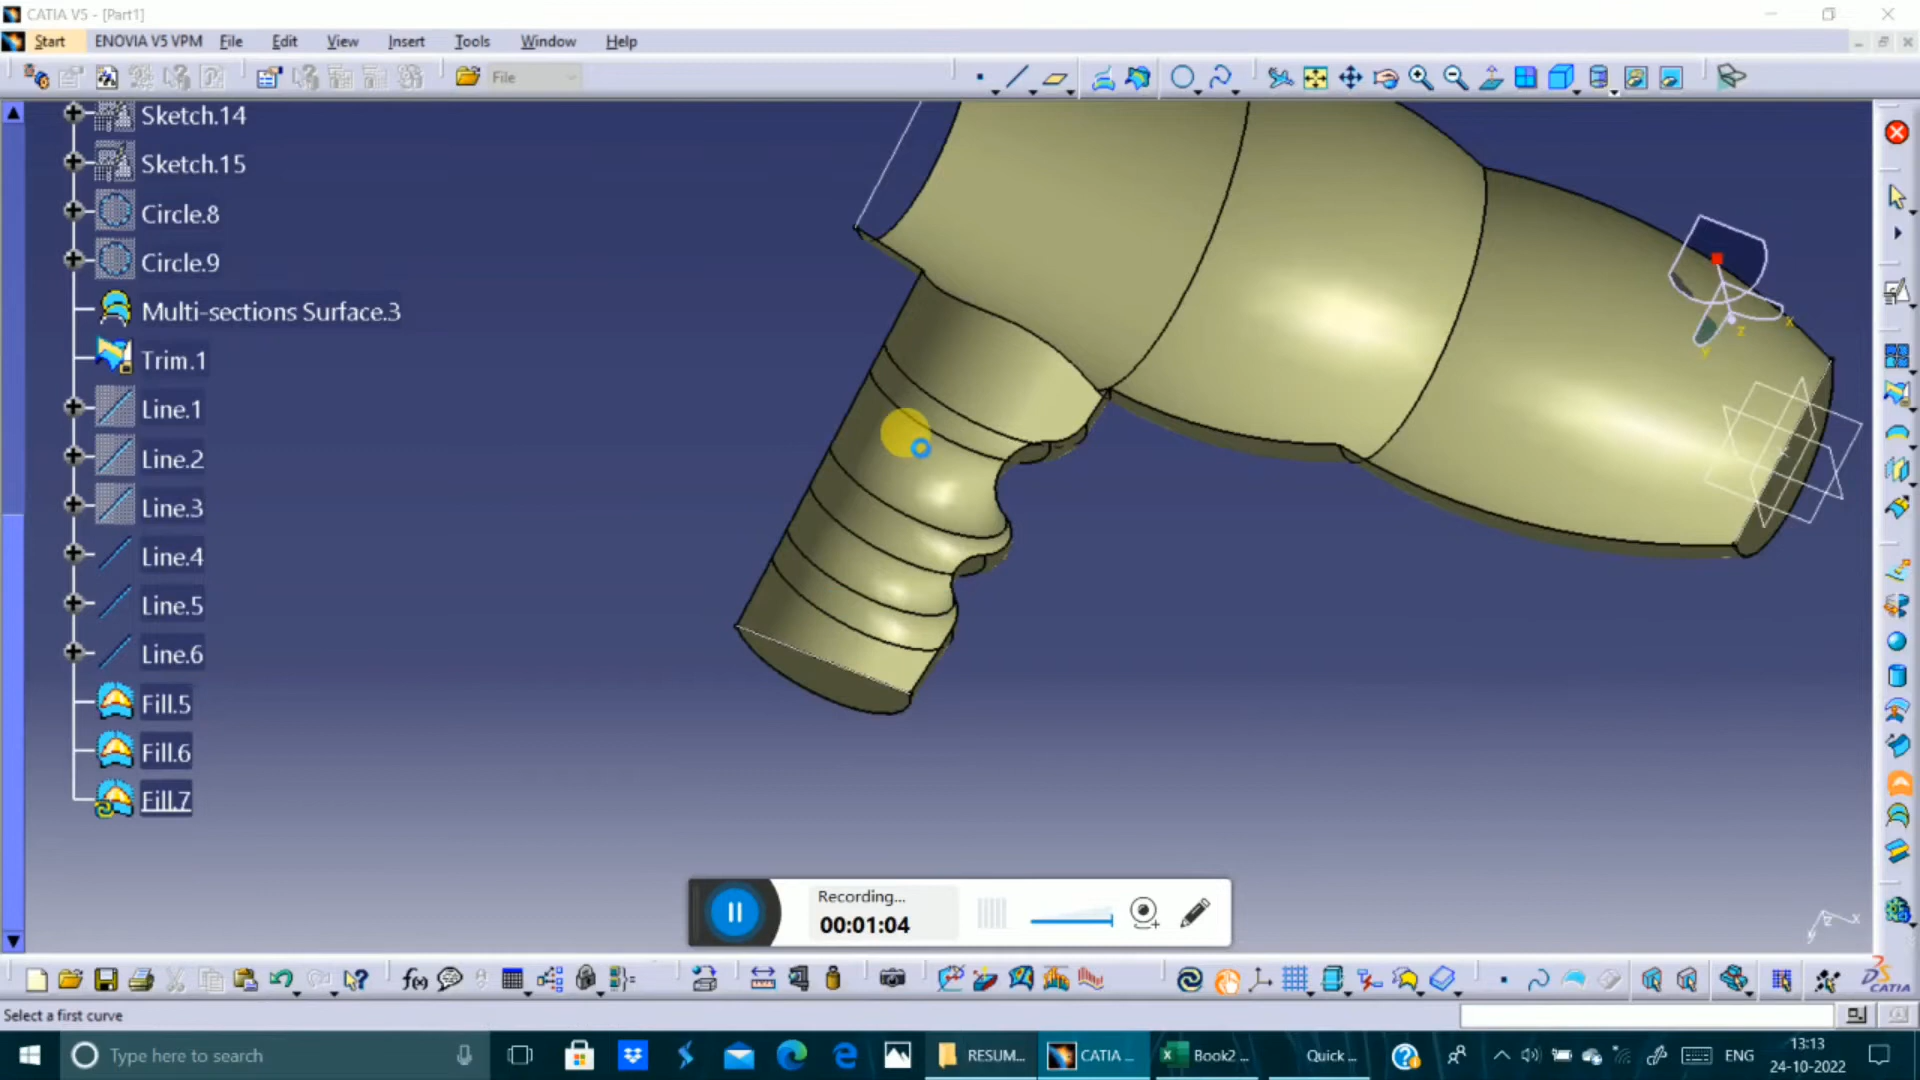 CATIA V5 - [Part1]
Start ENOVIA V5 VPM File Edit View Insert Tools Window Help
File
Sketch.14
Sketch.15
Circle.8
Circle.9
Multi-sections Surface.3
Trim.1
Line.1
Line.2
Line.3
Line.4
Line.5
Line.6
Fill.5
Fill.6
Fill.7
x
y
z
Recording...
00:01:04
z x
y
f(x)
CATIA
Select a first curve
Type here to search
RESUM...
CATIA ...
Book2 ...
Quick ...
ENG
13:13
24-10-2022